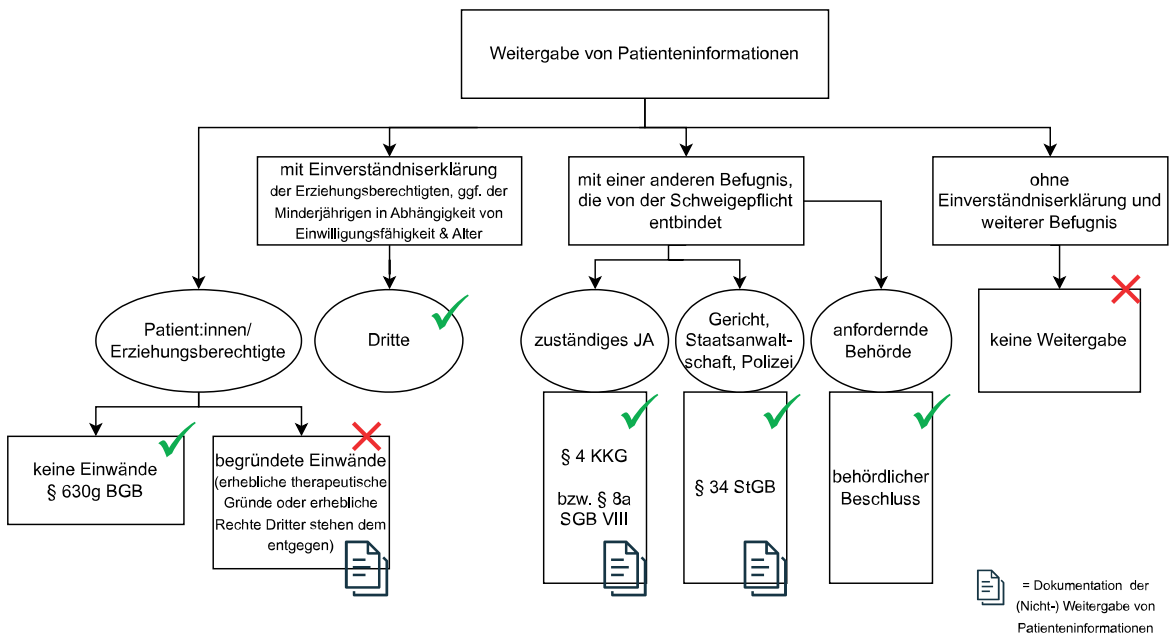 Weitergabe von Patienteninformationen
mit Einverständniserklärung
der Erziehungsberechtigten, ggf. der
Minderjährigen in Abhängigkeit von
Einwilligungsfähigkeit & Alter
mit einer anderen Befugnis,
die von der Schweigepflicht
entbindet
ohne
Einverständniserklärung und
weiterer Befugnis
Patient:innen/
Erziehungsberechtigte
Dritte
zuständiges JA
Gericht,
Staatsanwalt-
schaft, Polizei
anfordernde
Behörde
keine Weitergabe
keine Einwände
§ 630g BGB
begründete Einwände
(erhebliche therapeutische
Gründe oder erhebliche
Rechte Dritter stehen dem
entgegen)
§ 4 KKG
bzw. § 8a
SGB VIII
§ 34 StGB
behördlicher
Beschluss
= Dokumentation der
(Nicht-) Weitergabe von
Patienteninformationen